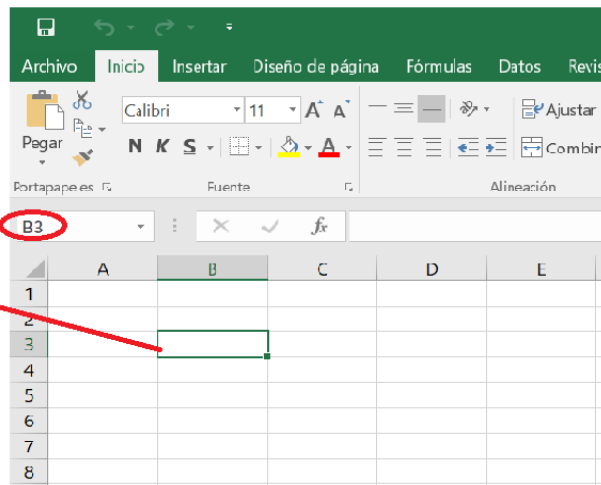 Archivo Inicio Insertar Diseño de página Fórmulas Datos Revis
Calibri 11 A A Ajustar
Pegar N K S A Combin
Portapapeles Fuente Alineación
B3 fx
A B C D E
1
2
3
4
5
6
7
8